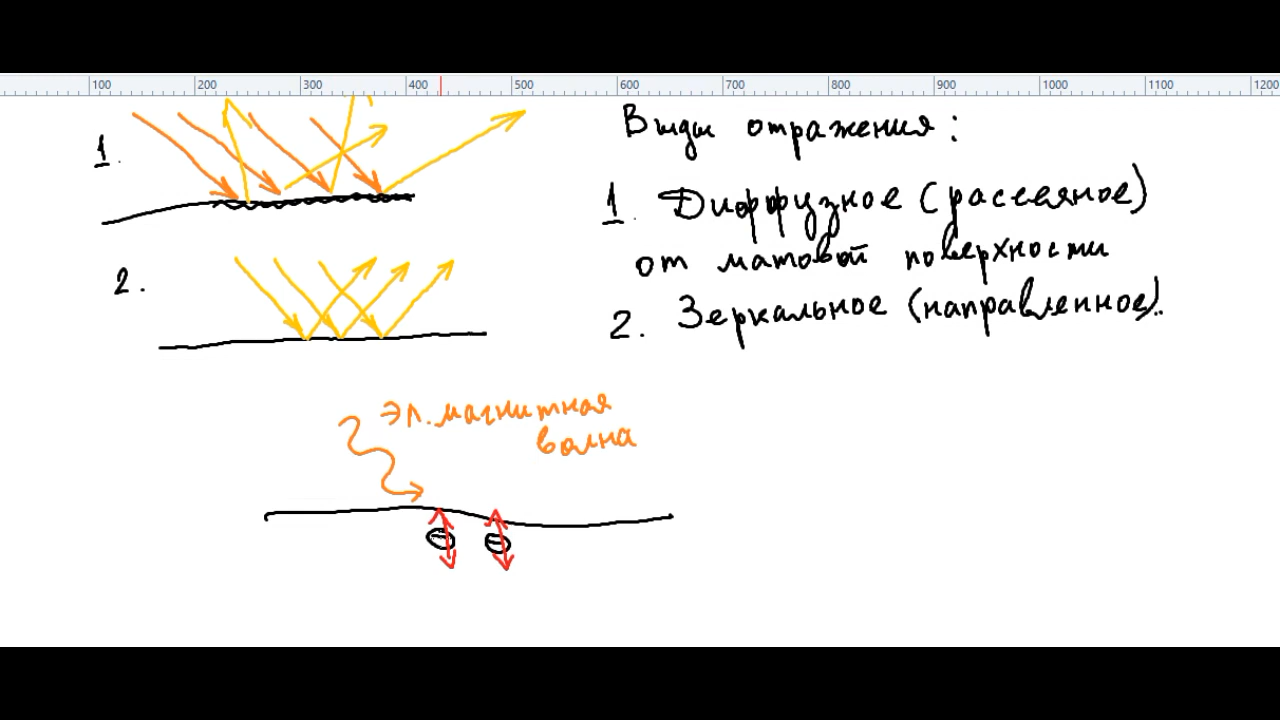 100 200 300 400 500 600 700 800 900 1000 1100 1200
Виды отражения:
1.
1. Диффузное (рассеяное)
от матовой поверхности
2.
2. Зеркальное (направленное).
Эл. магнитная
волна